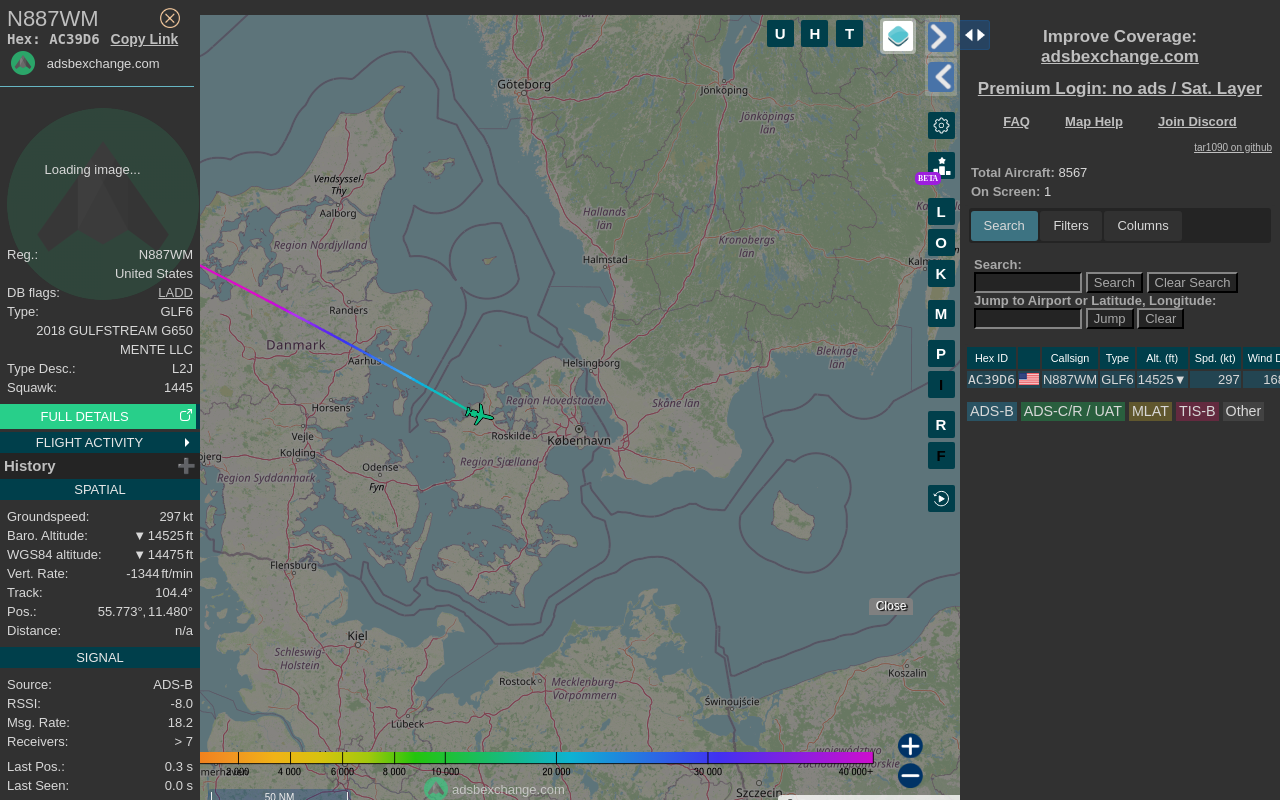 N887WM
Hex: AC39D6 Copy Link
adsbexchange.com
Loading image...
Reg.: N887WM
United States
DB flags: LADD
Type: GLF6
2018 GULFSTREAM G650
MENTE LLC
Type Desc.: L2J
Squawk: 1445
FULL DETAILS
FLIGHT ACTIVITY
History
SPATIAL
Groundspeed: 297 kt
Baro. Altitude: ▼ 14525 ft
WGS84 altitude: ▼ 14475 ft
Vert. Rate: -1344 ft/min
Track: 104.4°
Pos.: 55.773°, 11.480°
Distance: n/a
SIGNAL
Source: ADS-B
RSSI: -8.0
Msg. Rate: 18.2
Receivers: > 7
Last Pos.: 0.3 s
Last Seen: 0.0 s
U H T
Göteborg
Jönköping
Jönköpings
län
Vendsyssel-
Thy
Aalborg
Region Nordjylland
Hallands
län
Kronobergs
län
Halmstad
Randers
Danmark
Aarhus
Helsingborg
Blekinge
län
Region Hovedstaden
Skåne län
Horsens
Roskilde
København
Vejle
Kolding
Odense
Fyn
Region Sjælland
Region Syddanmark
Flensburg
Kiel
Schleswig-
Holstein
Rostock
Mecklenburg-
Vorpommern
Lübeck
Koszalin
Świnoujście
Szczecin
województwo
BETA
L
O
K
M
P
I
R
F
Close
2 000 4 000 6 000 8 000 10 000 20 000 30 000 40 000+
adsbexchange.com
50 NM
Improve Coverage:
adsbexchange.com
Premium Login: no ads / Sat. Layer
FAQ Map Help Join Discord
tar1090 on github
Total Aircraft: 8567
On Screen: 1
Search Filters Columns
Search:
Search Clear Search
Jump to Airport or Latitude, Longitude:
Jump Clear
Hex ID Callsign Type Alt. (ft) Spd. (kt) Wind D
AC39D6 N887WM GLF6 14525▼ 297 168
ADS-B ADS-C/R / UAT MLAT TIS-B Other